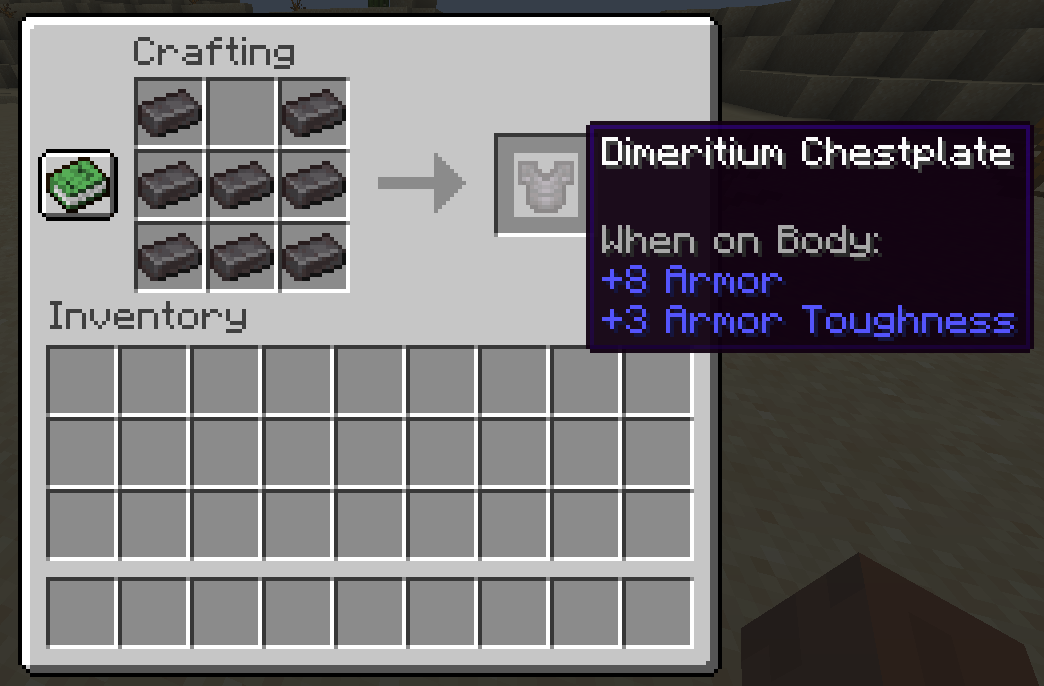 Crafting
Dimeritium Chestplate
When on Body:
+8 Armor
+3 Armor Toughness
Inventory